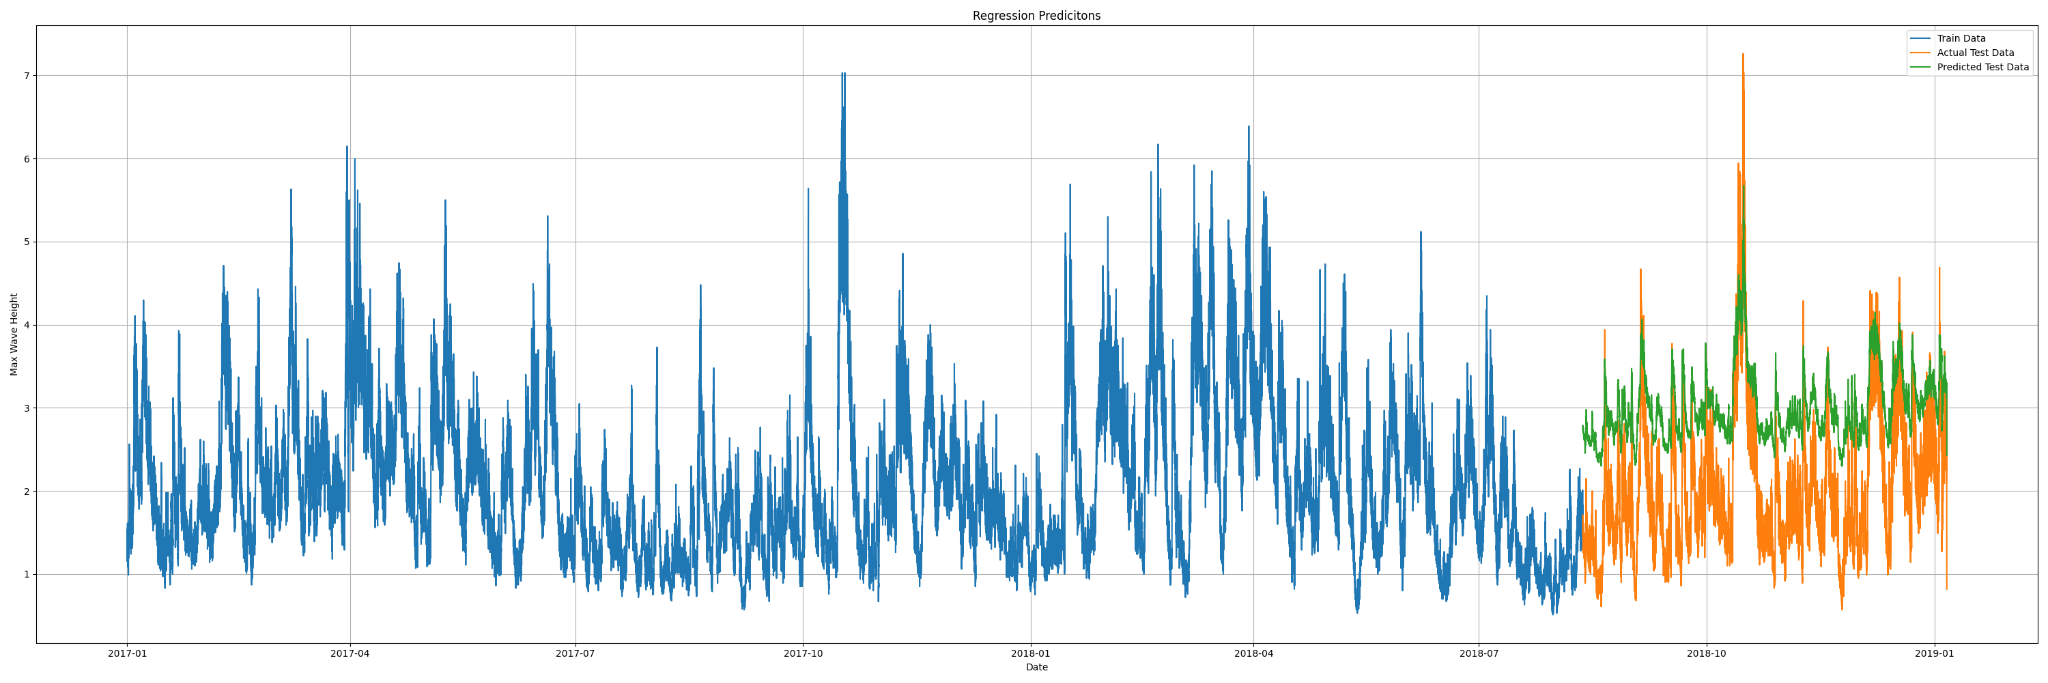 Regression Predicitons
Train Data
Actual Test Data
Predicted Test Data
Max Wave Height
7
6
5
4
3
2
1
2017-01
2017-04
2017-07
2017-10
2018-01
2018-04
2018-07
2018-10
2019-01
Date